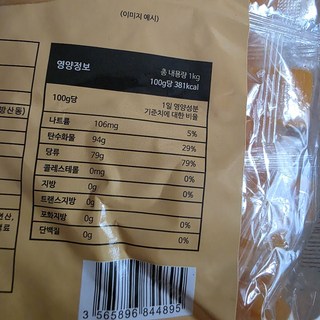 (이미지 예시)
영양정보
총 내용량 1kg
100g당 381kcal
100g당
1일 영양성분
기준치에 대한 비율
나트륨 106mg 5%
탄수화물 94g 29%
당류 79g 79%
콜레스테롤 0mg 0%
지방 0g 0%
트랜스지방 0g
포화지방 0g 0%
단백질 0g 0%
방산동)
3 565896 844895